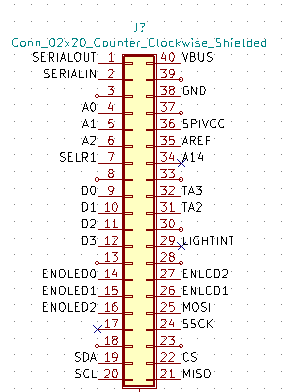 J?
Conn_02x20_Counter_Clockwise_Shielded
SERIALOUT 1 40 VBUS
SERIALIN 2 39
3 38 GND
A0 4 37
A1 5 36 SPIVCC
A2 6 35 AREF
SELR1 7 34 A14
8 33
D0 9 32 TA3
D1 10 31 TA2
D2 11 30
D3 12 29 LIGHTINT
13 28
ENOLED0 14 27 ENLCD2
ENOLED1 15 26 ENLCD1
ENOLED2 16 25 MOSI
17 24 SSCK
18 23
SDA 19 22 CS
SCL 20 21 MISO